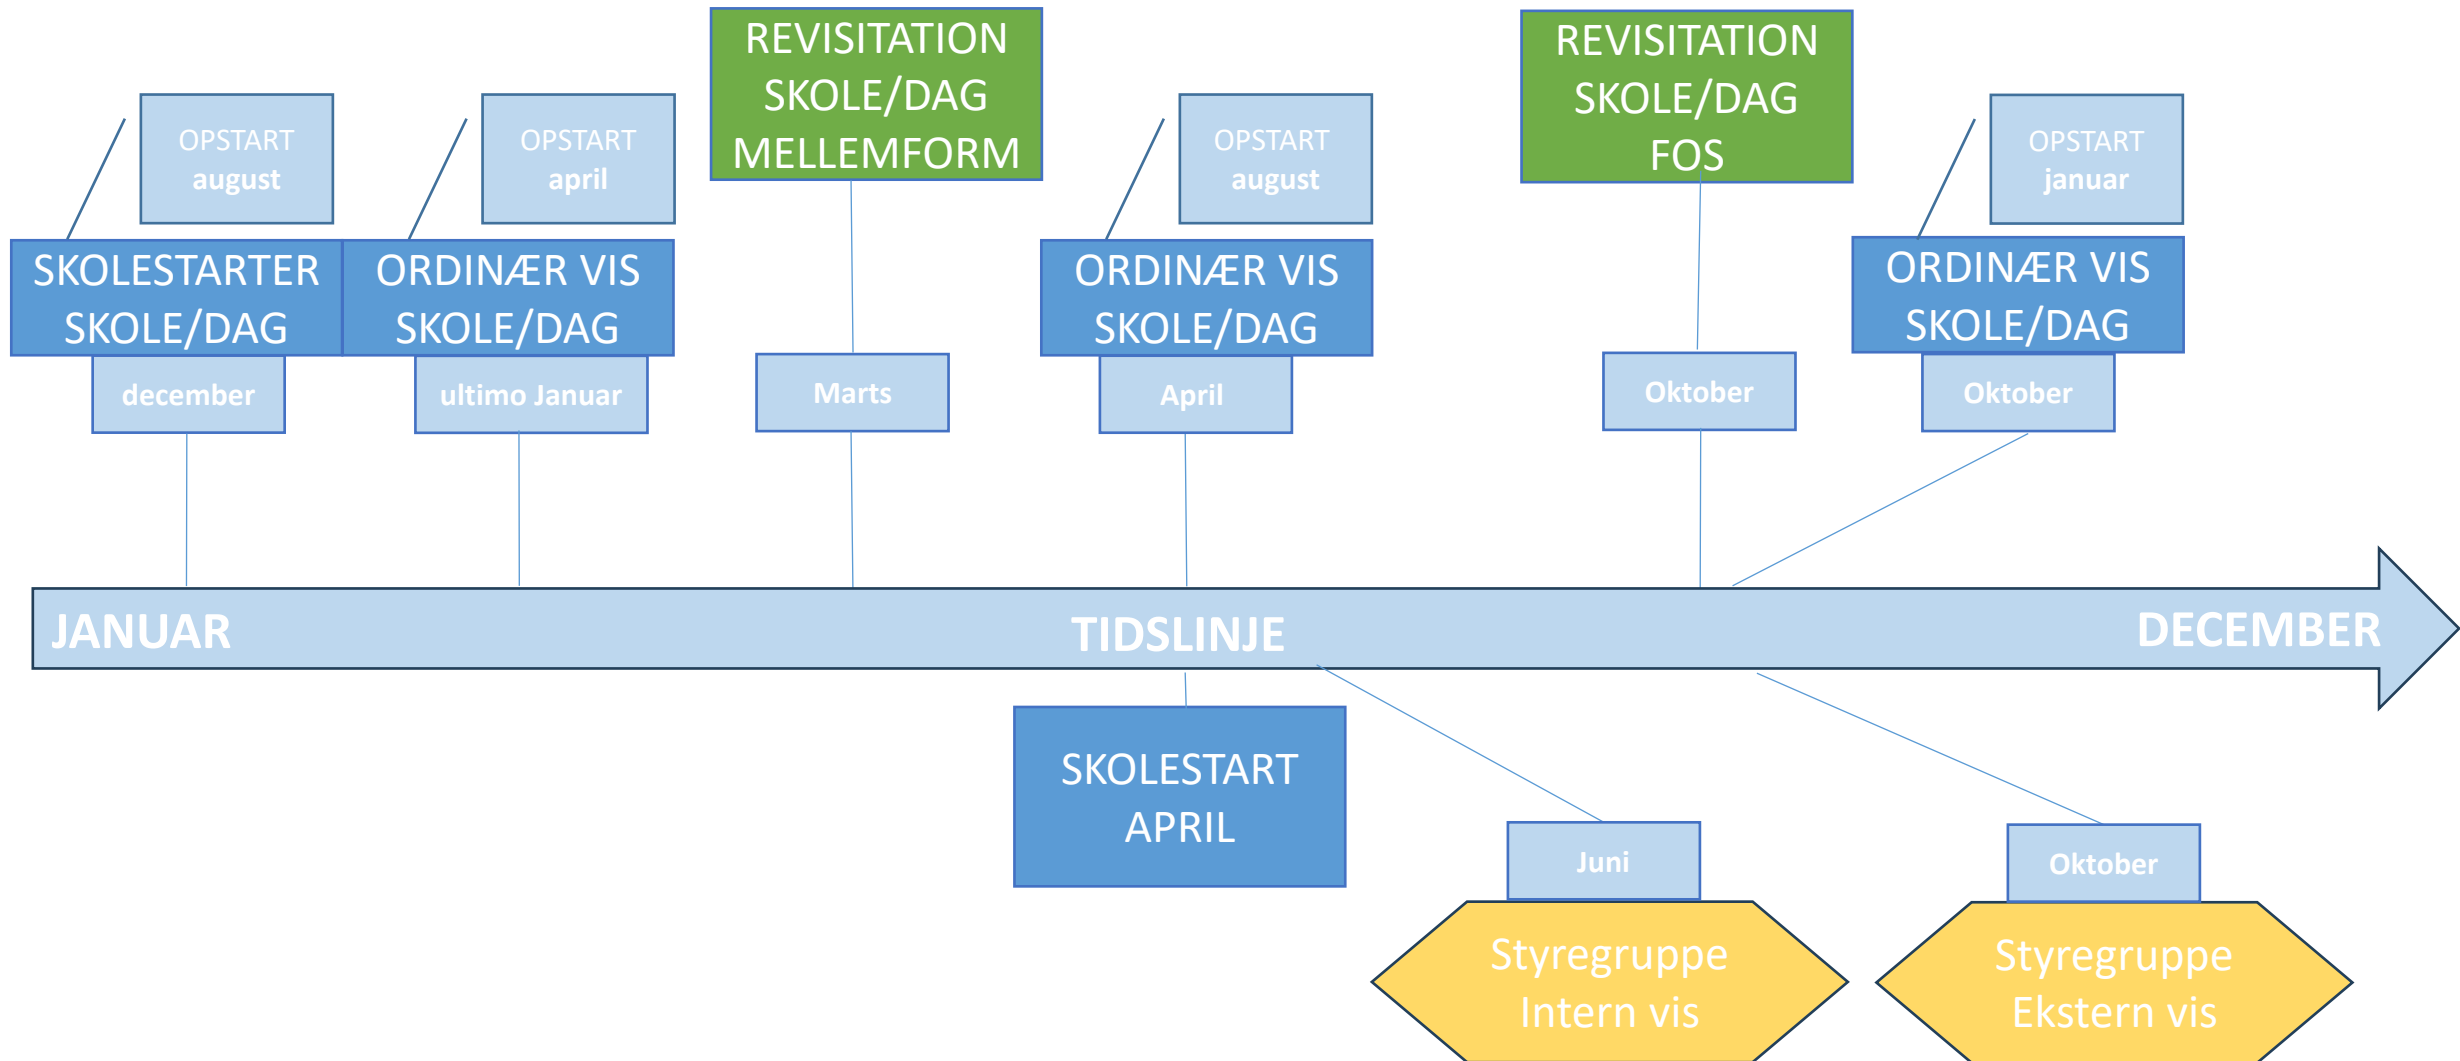 REVISITATION
SKOLE/DAG
MELLEMFORM
REVISITATION
SKOLE/DAG
FOS
OPSTART
august
OPSTART
april
OPSTART
august
OPSTART
januar
SKOLESTARTER
SKOLE/DAG
ORDINÆR VIS
SKOLE/DAG
ORDINÆR VIS
SKOLE/DAG
ORDINÆR VIS
SKOLE/DAG
december
ultimo Januar
Marts
April
Oktober
Oktober
JANUAR
TIDSLINJE
DECEMBER
SKOLESTART
APRIL
Juni
Oktober
Styregruppe
Intern vis
Styregruppe
Ekstern vis